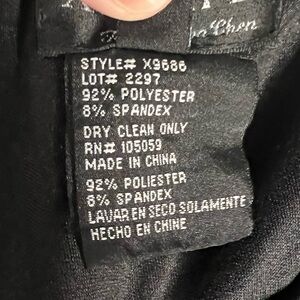 Chen
STYLE# X9686
LOT# 2297
92% POLYESTER
8% SPANDEX
DRY CLEAN ONLY
RN# 105059
MADE IN CHINA
92% POLIESTER
8% SPANDEX
LAVAR EN SECO SOLAMENTE
HECHO EN CHINE